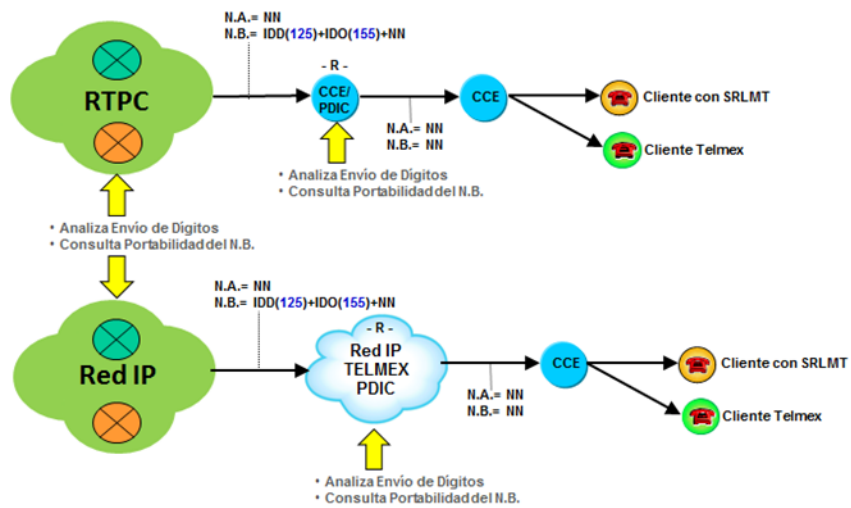 N.A.= NN
N.B.= IDD(125)+IDO(155)+NN
RTPC
- R -
CCE/
PDIC
CCE
Cliente con SRLMT
N.A.= NN
N.B.= NN
Cliente Telmex
• Analiza Envío de Dígitos
• Consulta Portabilidad del N.B.
• Analiza Envío de Dígitos
• Consulta Portabilidad del N.B.
N.A.= NN
N.B.= IDD(125)+IDO(155)+NN
Red IP
- R -
Red IP
TELMEX
PDIC
CCE
Cliente con SRLMT
N.A.= NN
N.B.= NN
Cliente Telmex
• Analiza Envío de Dígitos
• Consulta Portabilidad del N.B.